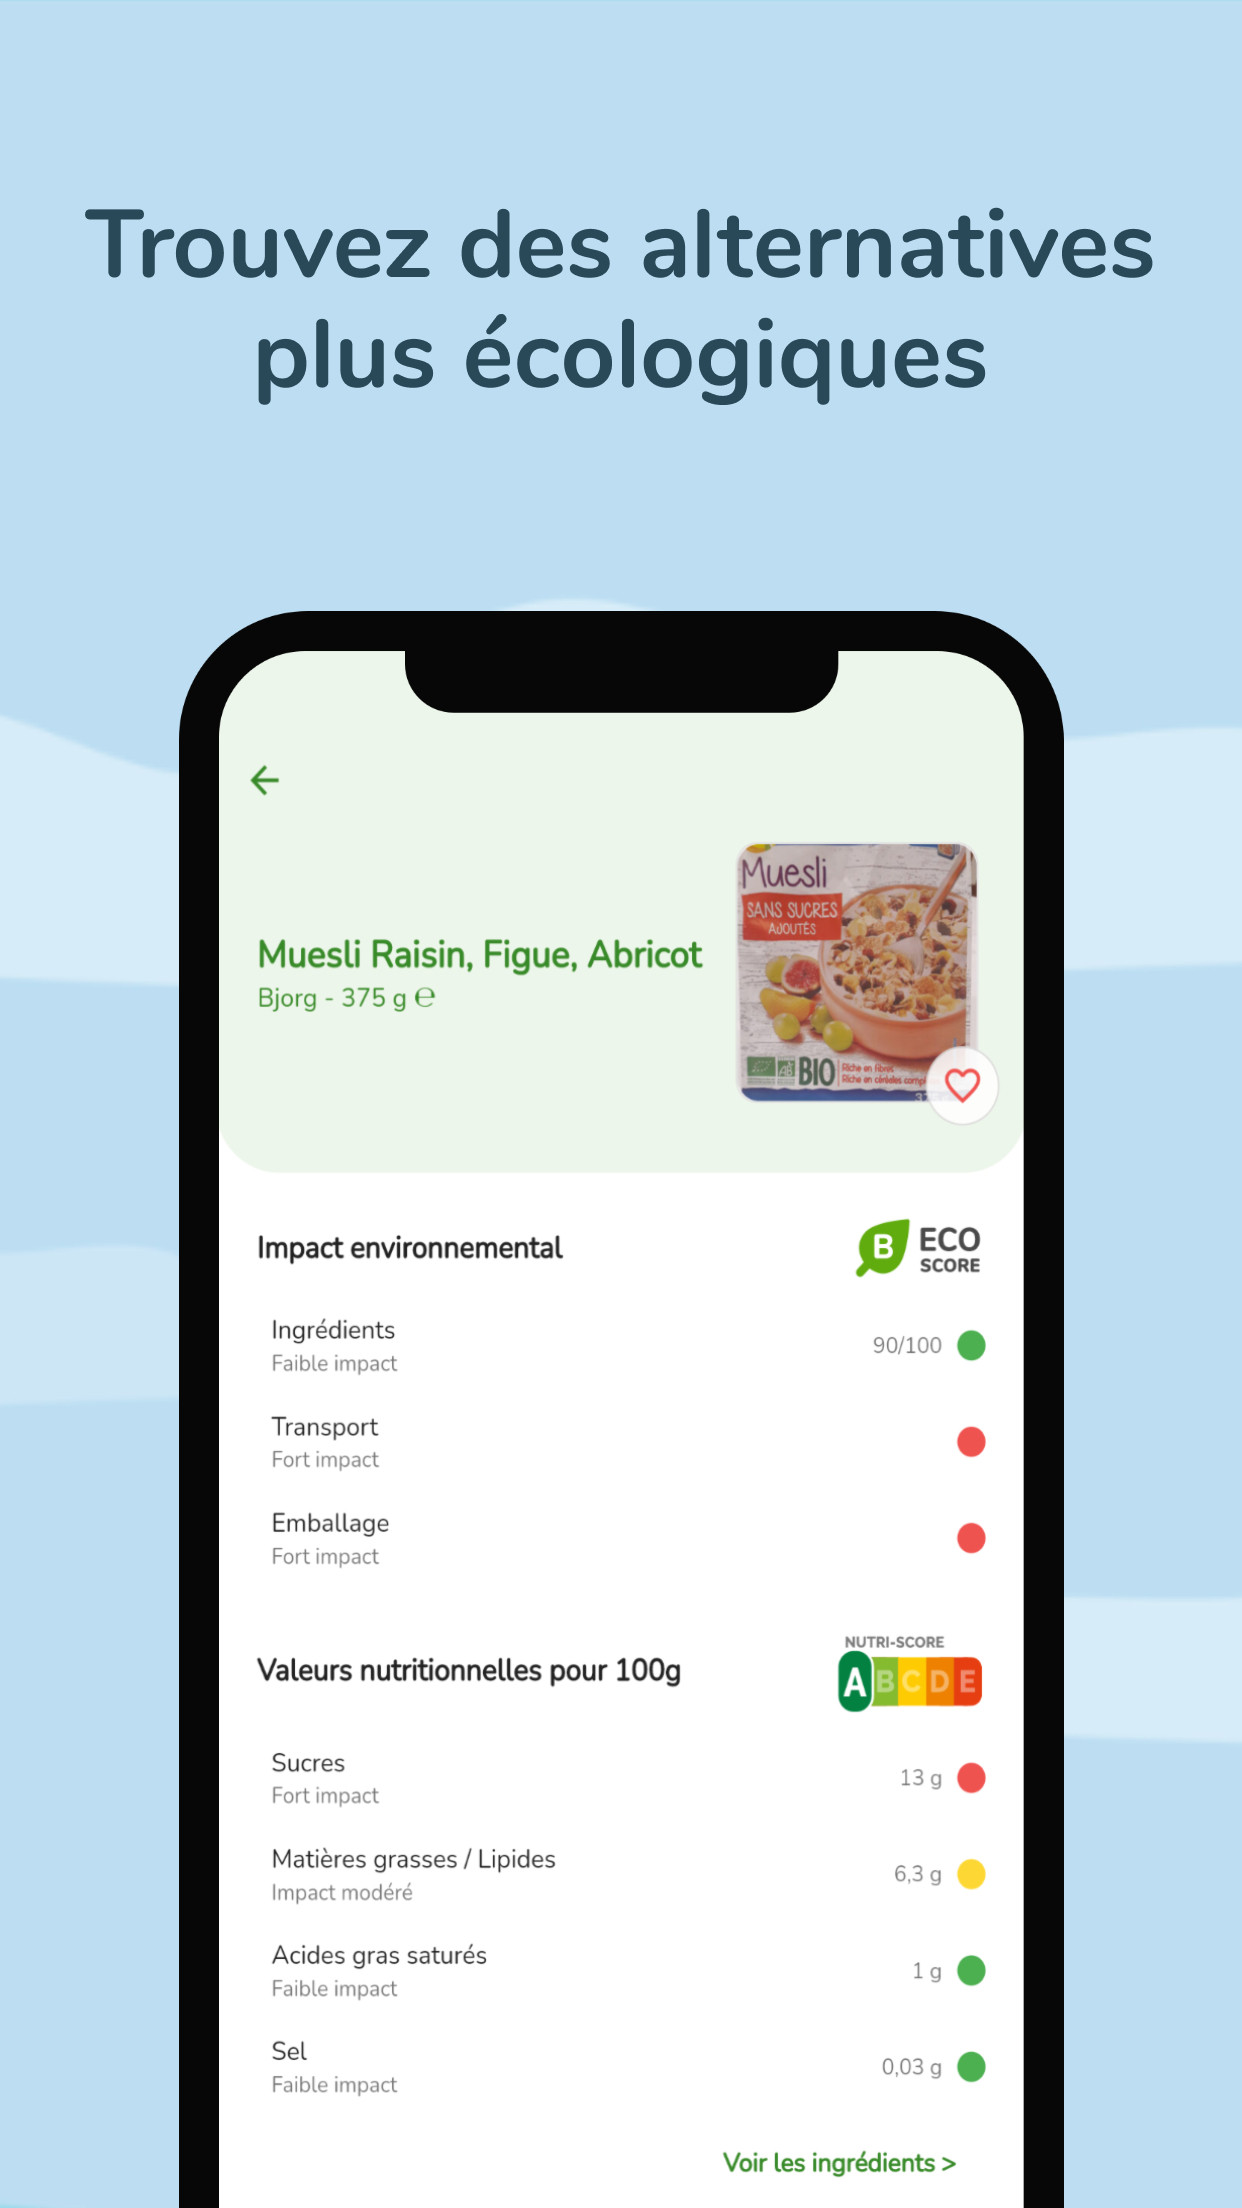 Trouvez des alternatives
plus écologiques
Muesli Raisin, Figue, Abricot
Bjorg - 375 g ℮
Muesli
SANS SUCRES
AJOUTÉS
AB BIO
Riche en fibres
Riche en céréales
Impact environnemental
B ECO
SCORE
Ingrédients
Faible impact
90/100
Transport
Fort impact
Emballage
Fort impact
Valeurs nutritionnelles pour 100g
NUTRI-SCORE
A B C D E
Sucres
Fort impact
13 g
Matières grasses / Lipides
Impact modéré
6,3 g
Acides gras saturés
Faible impact
1 g
Sel
Faible impact
0,03 g
Voir les ingrédients >